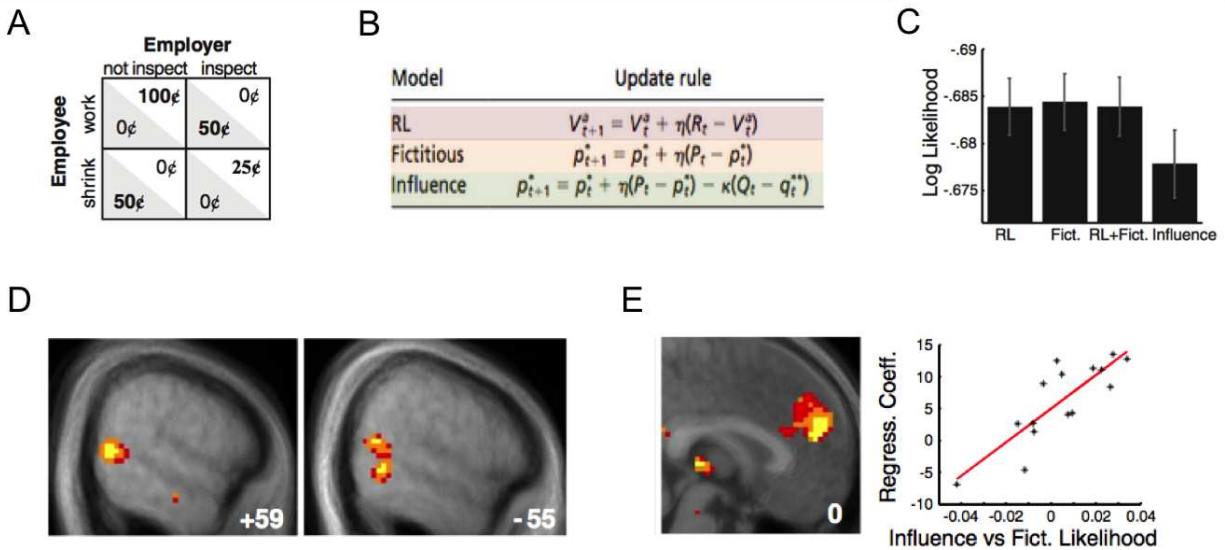 A
Employer
not inspect inspect
Employee
work
100¢
0¢
0¢
50¢
shrink
0¢
25¢
50¢
0¢
B
Model Update rule
RL V^a_{t+1} = V^a_t + η(R_t − V^a_t)
Fictitious p*_{t+1} = p*_t + η(P_t − p*_t)
Influence p*_{t+1} = p*_t + η(P_t − p*_t) − κ(Q_t − q**_t)
C
Log Likelihood
-.69
-.685
-.68
-.675
RL Fict. RL+Fict. Influence
D
+59
-55
E
0
Regress. Coeff.
15
10
5
0
-5
-10
-0.04 -0.02 0 0.02 0.04
Influence vs Fict. Likelihood